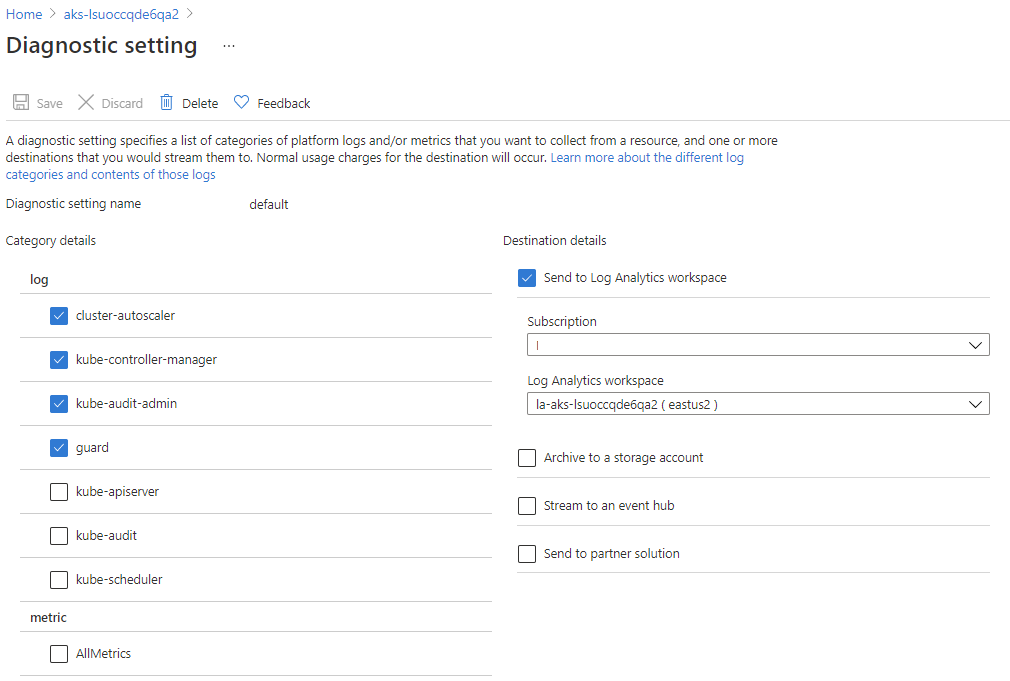 Home > aks-lsuoccqde6qa2 >
Diagnostic setting ...
Save Discard Delete Feedback
A diagnostic setting specifies a list of categories of platform logs and/or metrics that you want to collect from a resource, and one or more
destinations that you would stream them to. Normal usage charges for the destination will occur. Learn more about the different log
categories and contents of those logs
Diagnostic setting name default
Category details
log
cluster-autoscaler
kube-controller-manager
kube-audit-admin
guard
kube-apiserver
kube-audit
kube-scheduler
metric
AllMetrics
Destination details
Send to Log Analytics workspace
Subscription
Log Analytics workspace
la-aks-lsuoccqde6qa2 ( eastus2 )
Archive to a storage account
Stream to an event hub
Send to partner solution